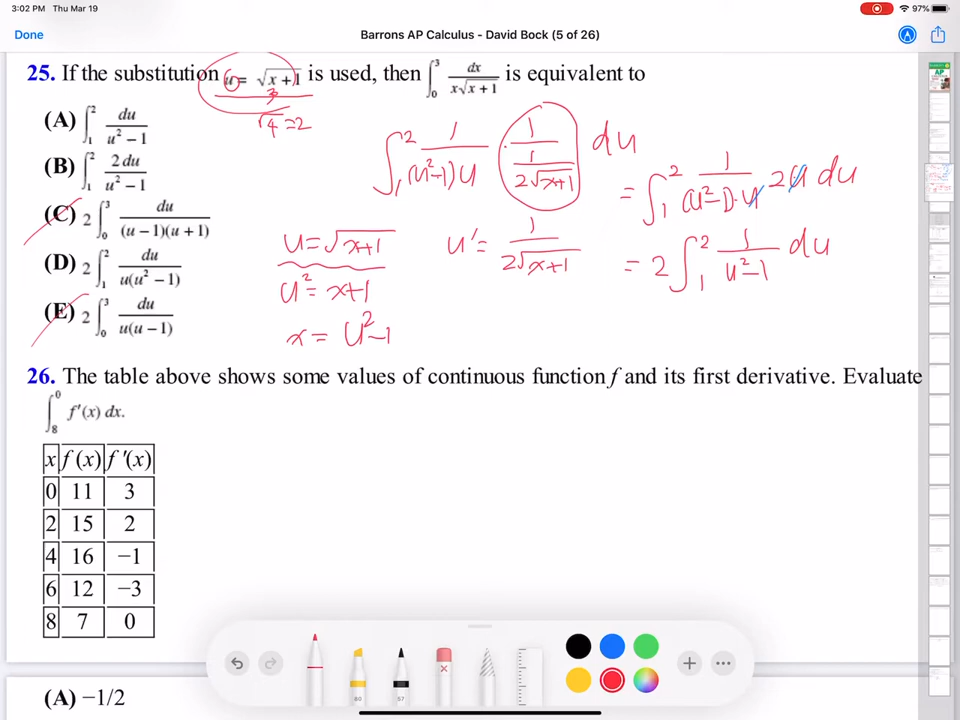 3:02 PM Thu Mar 19
97%
Done
Barrons AP Calculus - David Bock (5 of 26)
25. If the substitution u = √x + 1 is used, then ∫₀³ dx / x√x + 1 is equivalent to
3
√4 = 2
(A) ∫₁² du / u² – 1
(B) ∫₁² 2 du / u² – 1
(C) 2 ∫₀³ du / (u – 1)(u + 1)
(D) 2 ∫₁² du / u(u² – 1)
(E) 2 ∫₀³ du / u(u – 1)
∫₁² 1 / (u²-1)u · 1 / (1 / 2√x+1) du
= ∫₁² 1 / (u²-1)·u 2u du
u = √x+1
u' = 1 / 2√x+1
= 2 ∫₁² 1 / u²-1 du
u² = x+1
x = u²-1
26. The table above shows some values of continuous function f and its first derivative. Evaluate
∫₈⁰ f′(x) dx.
x f (x) f ′(x)
0 11 3
2 15 2
4 16 −1
6 12 −3
8 7 0
60
57
(A) −1/2